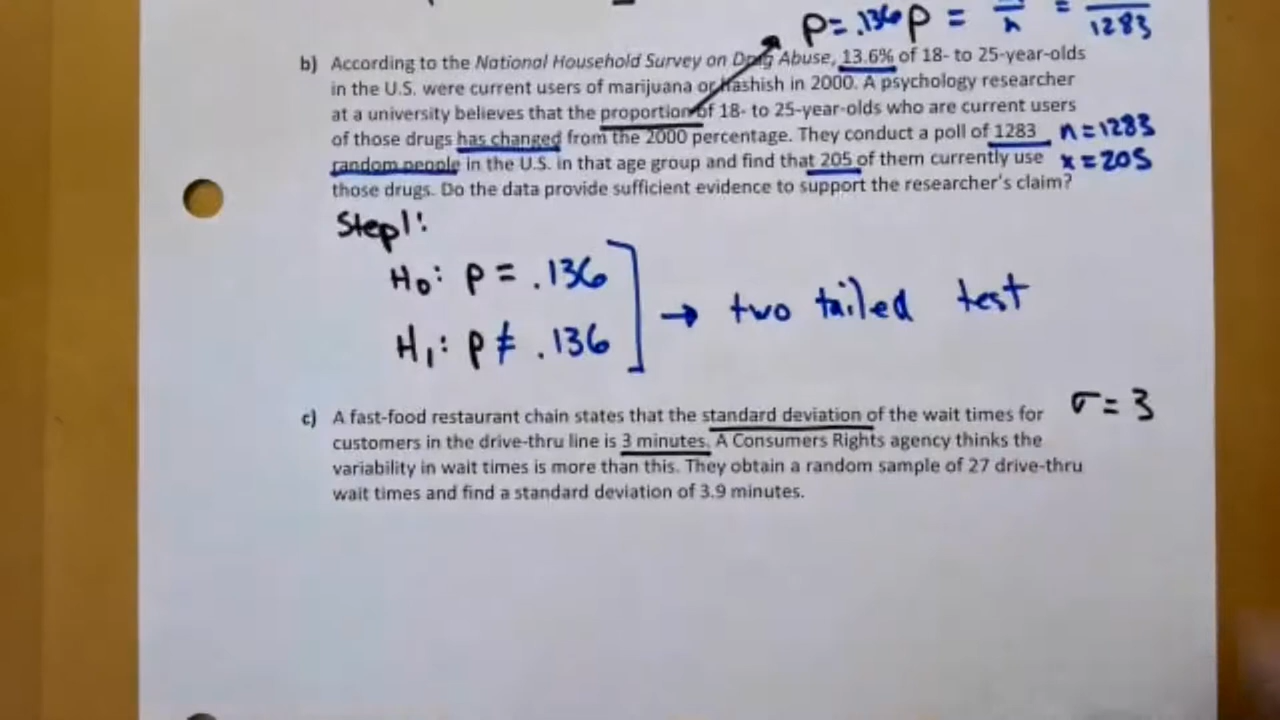 p = .136 p = — = —
n 1283
b) According to the National Household Survey on Drug Abuse, 13.6% of 18- to 25-year-olds
in the U.S. were current users of marijuana or hashish in 2000. A psychology researcher
at a university believes that the proportion of 18- to 25-year-olds who are current users
of those drugs has changed from the 2000 percentage. They conduct a poll of 1283 n = 1283
random people in the U.S. in that age group and find that 205 of them currently use x = 205
those drugs. Do the data provide sufficient evidence to support the researcher's claim?
Step 1:
H₀: p = .136
→ two tailed test
H₁: p ≠ .136
c) A fast-food restaurant chain states that the standard deviation of the wait times for σ = 3
customers in the drive-thru line is 3 minutes. A Consumers Rights agency thinks the
variability in wait times is more than this. They obtain a random sample of 27 drive-thru
wait times and find a standard deviation of 3.9 minutes.